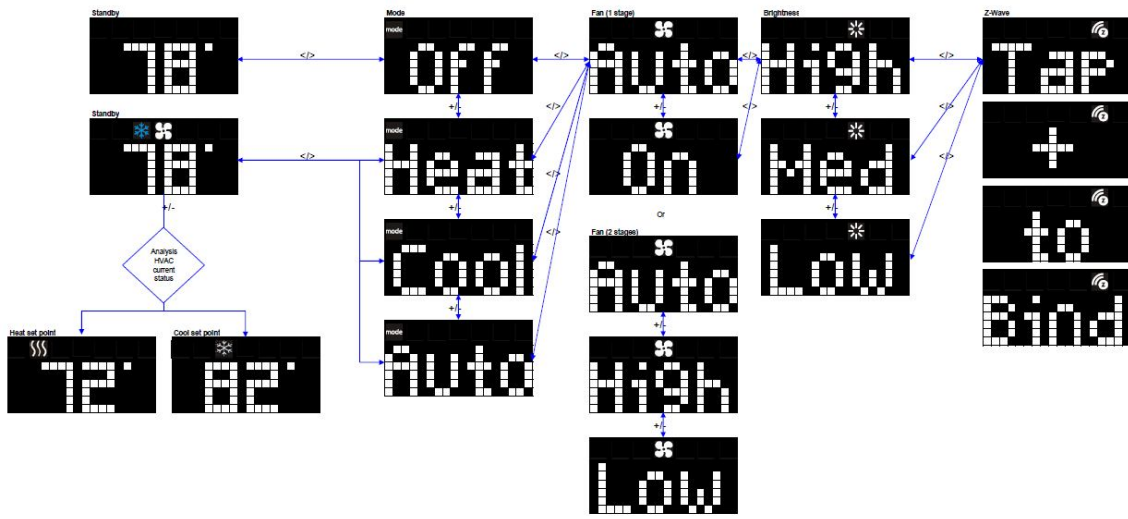 Standby
78°
</>
Mode
mode
Off
</>
Fan (1 stage)
Auto
</>
Brightness
High
</>
Z-Wave
Z
Tap
+/-
+/-
+/-
</>
</>
</>
Standby
78°
</>
mode
Heat
</>
On
Med
</>
Z
+
+/-
+/-
+/-
Analysis
HVAC
current
status
mode
Cool
</>
Or
Fan (2 stages)
Auto
Low
Z
to
+/-
+/-
Heat set point
72°
Cool set point
82°
mode
Auto
High
Z
Bind
+/-
Low